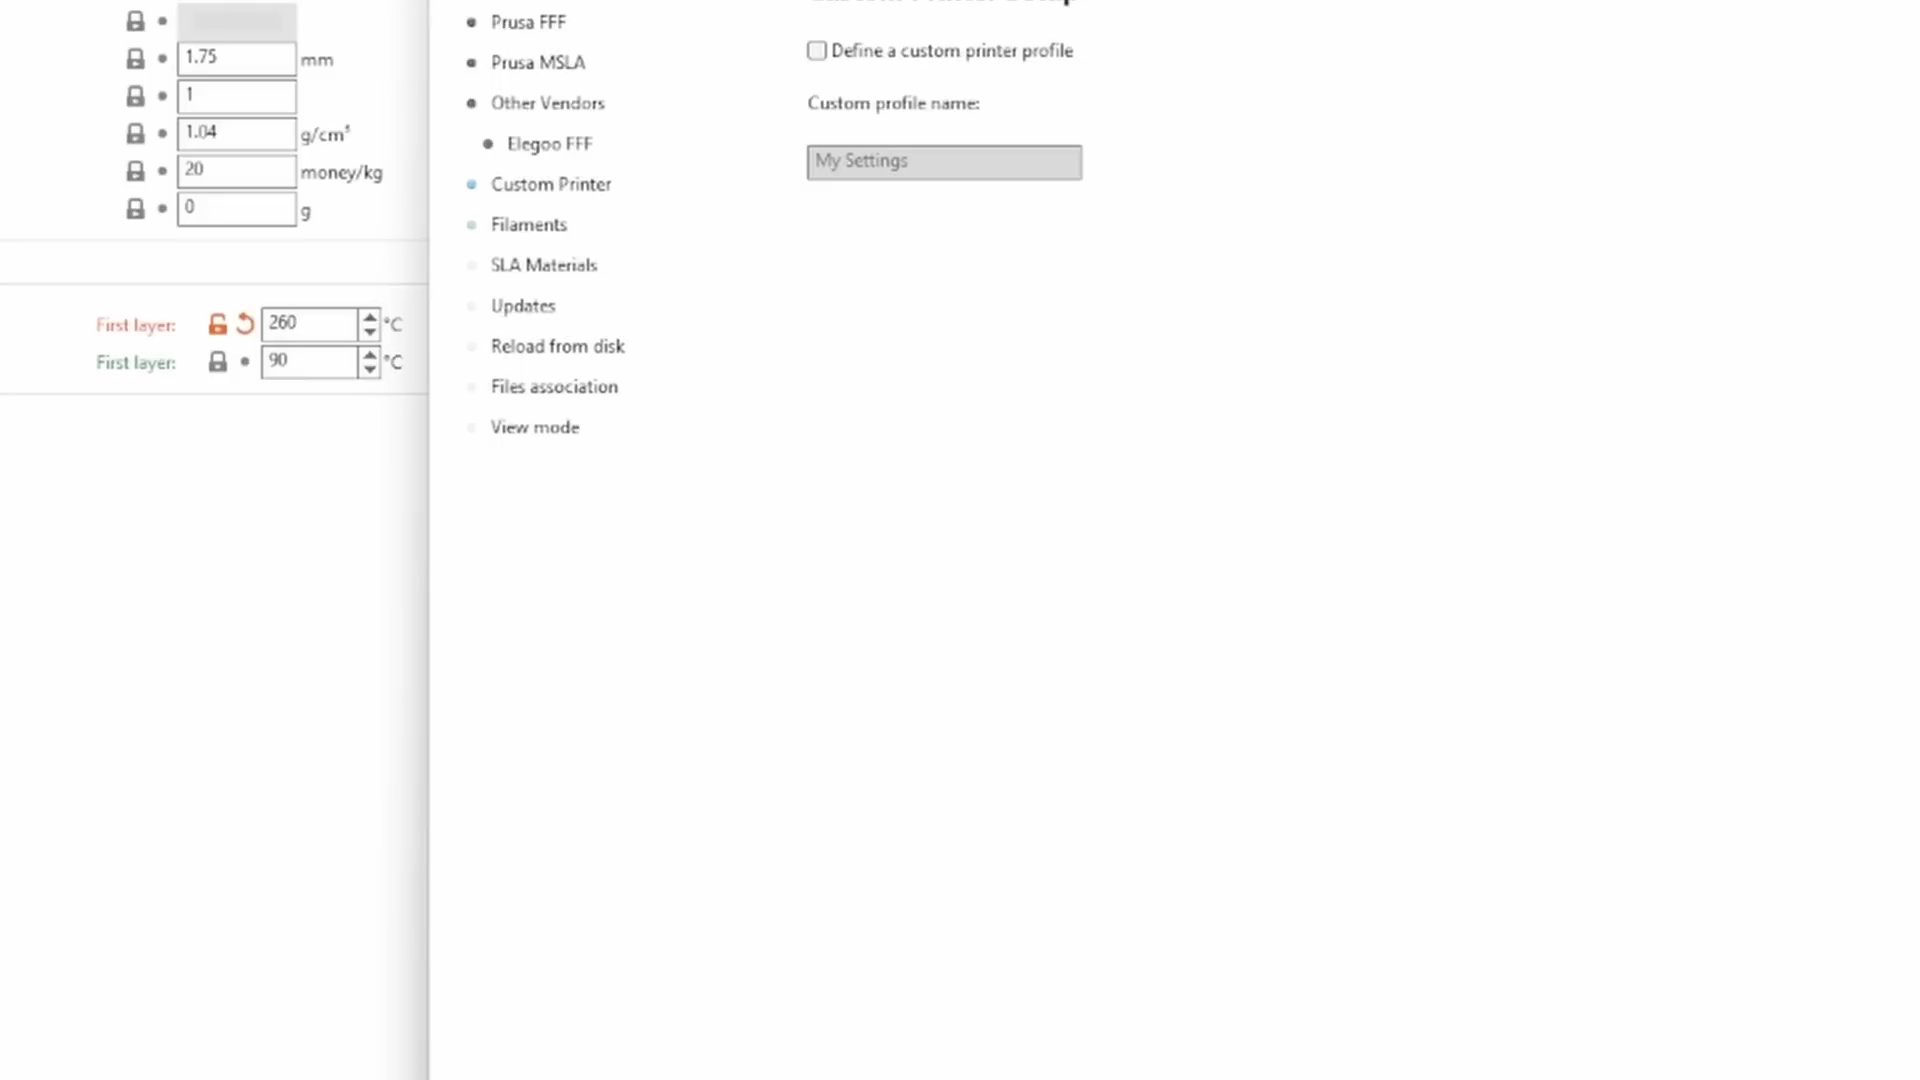 1.75 mm
1
1.04 g/cm³
20 money/kg
0 g
First layer: 260 °C
First layer: 90 °C
Prusa FFF
Prusa MSLA
Other Vendors
Elegoo FFF
Custom Printer
Filaments
SLA Materials
Updates
Reload from disk
Files association
View mode
Define a custom printer profile
Custom profile name:
My Settings